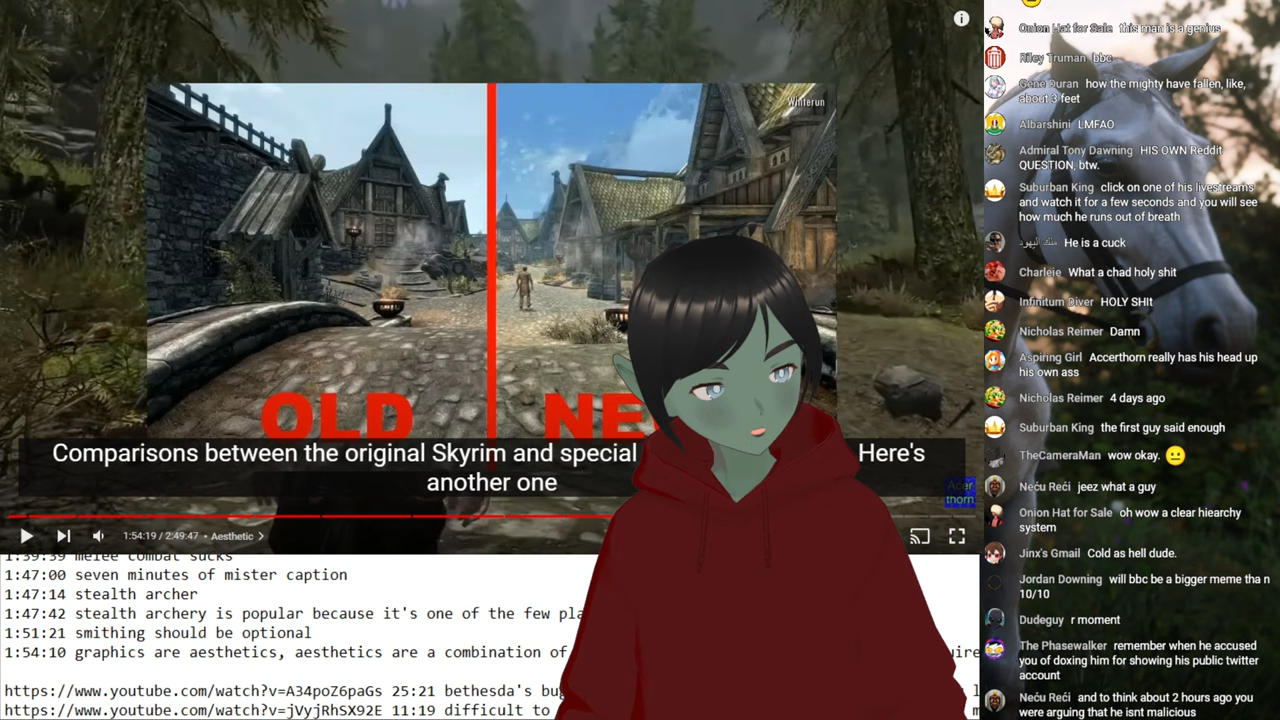 Winterun
OLD
NE
Comparisons between the original Skyrim and special
Here's
another one
Acer
thorn
1:54:19 / 2:49:47 • Aesthetic >
1:39:39 melee combat sucks
1:47:00 seven minutes of mister caption
1:47:14 stealth archer
1:47:42 stealth archery is popular because it's one of the few pla
1:51:21 smithing should be optional
1:54:10 graphics are aesthetics, aesthetics are a combination of
https://www.youtube.com/watch?v=A34poZ6paGs 25:21 bethesda's bug
https://www.youtube.com/watch?v=jVyjRhSXX8E 11:19 difficult to
Onion Hat for Sale this man is a genius
Riley Truman bbc
Gene Duran how the mighty have fallen, like,
about 3 feet
Albarshini LMFAO
Admiral Tony Dawning HIS OWN Reddit
QUESTION, btw.
Suburban King click on one of his livestreams
and watch it for a few seconds and you will see
how much he runs out of breath
He is a cuck
Charleie What a chad holy shit
Infinitum Diver HOLY SHIt
Nicholas Reimer Damn
Aspiring Girl Accerthorn really has his head up
his own ass
Nicholas Reimer 4 days ago
Suburban King the first guy said enough
TheCameraMan wow okay.
Neću Reći jeez what a guy
Onion Hat for Sale oh wow a clear hiearchy
system
Jinx's Gmail Cold as hell dude.
Jordan Downing will bbc be a bigger meme tha n
10/10
Dudeguy r moment
The Phasewalker remember when he accused
you of doxing him for showing his public twitter
account
Neću Reći and to think about 2 hours ago you
were arguing that he isnt malicious